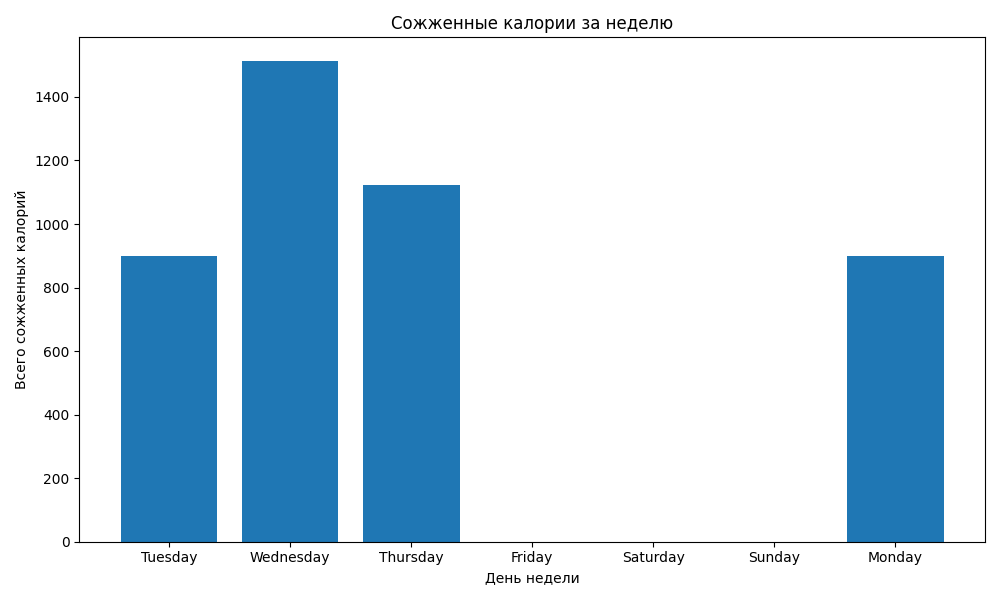 Сожженные калории за неделю
Всего сожженных калорий
1400
1200
1000
800
600
400
200
0
Tuesday Wednesday Thursday Friday Saturday Sunday Monday
День недели